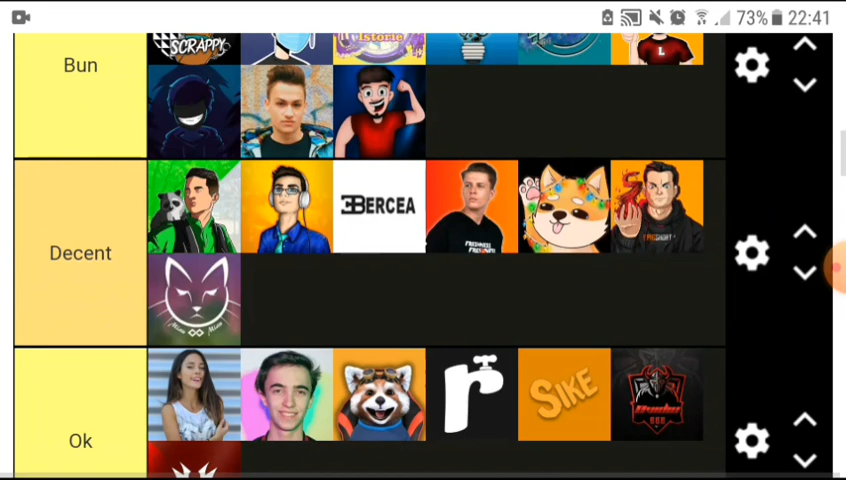 73% 22:41
Bun
SCRAPPY
Istorie
L
Decent
BERCEA
FRESHNESS
Ok
r
SIKE